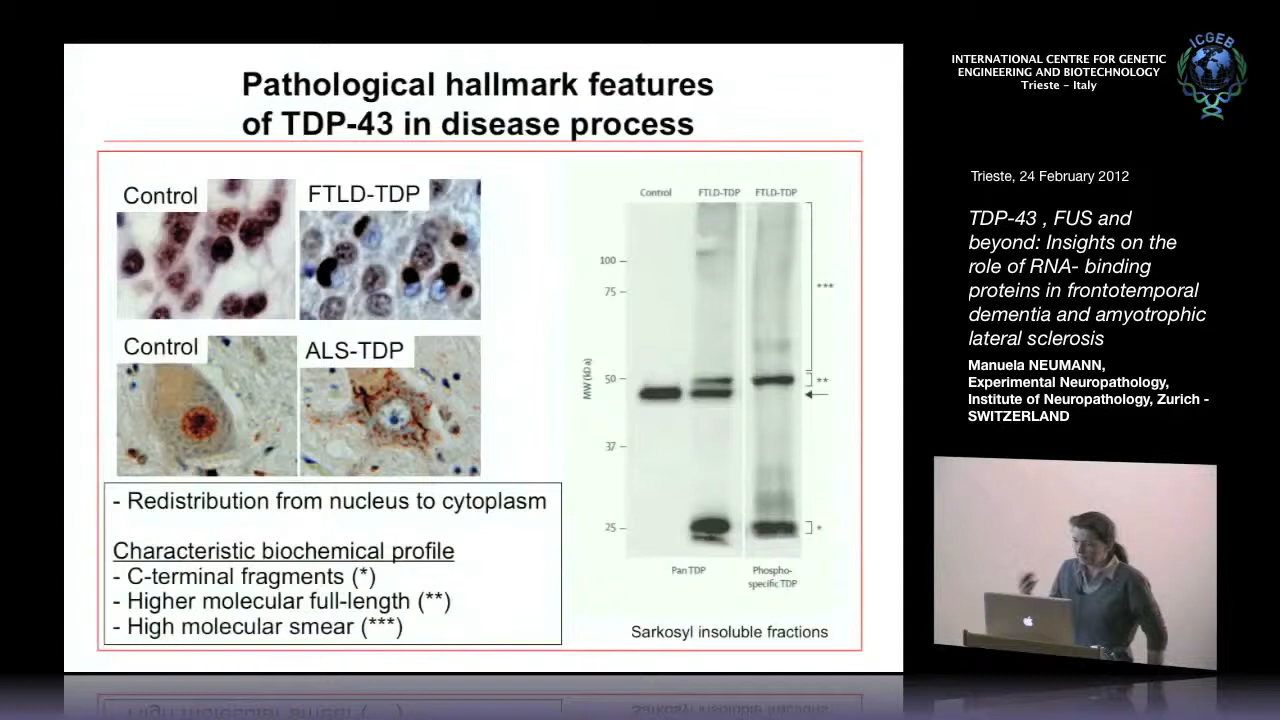 Pathological hallmark features
of TDP-43 in disease process
Control
FTLD-TDP
Control
ALS-TDP
- Redistribution from nucleus to cytoplasm
Characteristic biochemical profile
- C-terminal fragments (*)
- Higher molecular full-length (**)
- High molecular smear (***)
Control
FTLD-TDP
FTLD-TDP
MW (kDa)
100
75
50
37
25
***
**
*
Pan TDP
Phospho-
specific TDP
Sarkosyl insoluble fractions
INTERNATIONAL CENTRE FOR GENETIC
ENGINEERING AND BIOTECHNOLOGY
Trieste - Italy
ICGEB
Trieste, 24 February 2012
TDP-43 , FUS and
beyond: Insights on the
role of RNA- binding
proteins in frontotemporal
dementia and amyotrophic
lateral sclerosis
Manuela NEUMANN,
Experimental Neuropathology,
Institute of Neuropathology, Zurich -
SWITZERLAND